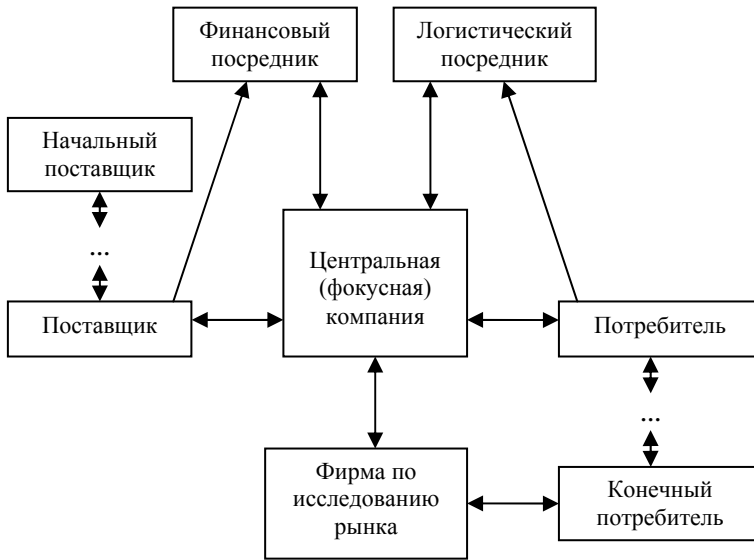 Финансовый
посредник
Логистический
посредник
Начальный
поставщик
...
Центральная
(фокусная)
компания
Поставщик
Потребитель
...
Фирма по
исследованию
рынка
Конечный
потребитель